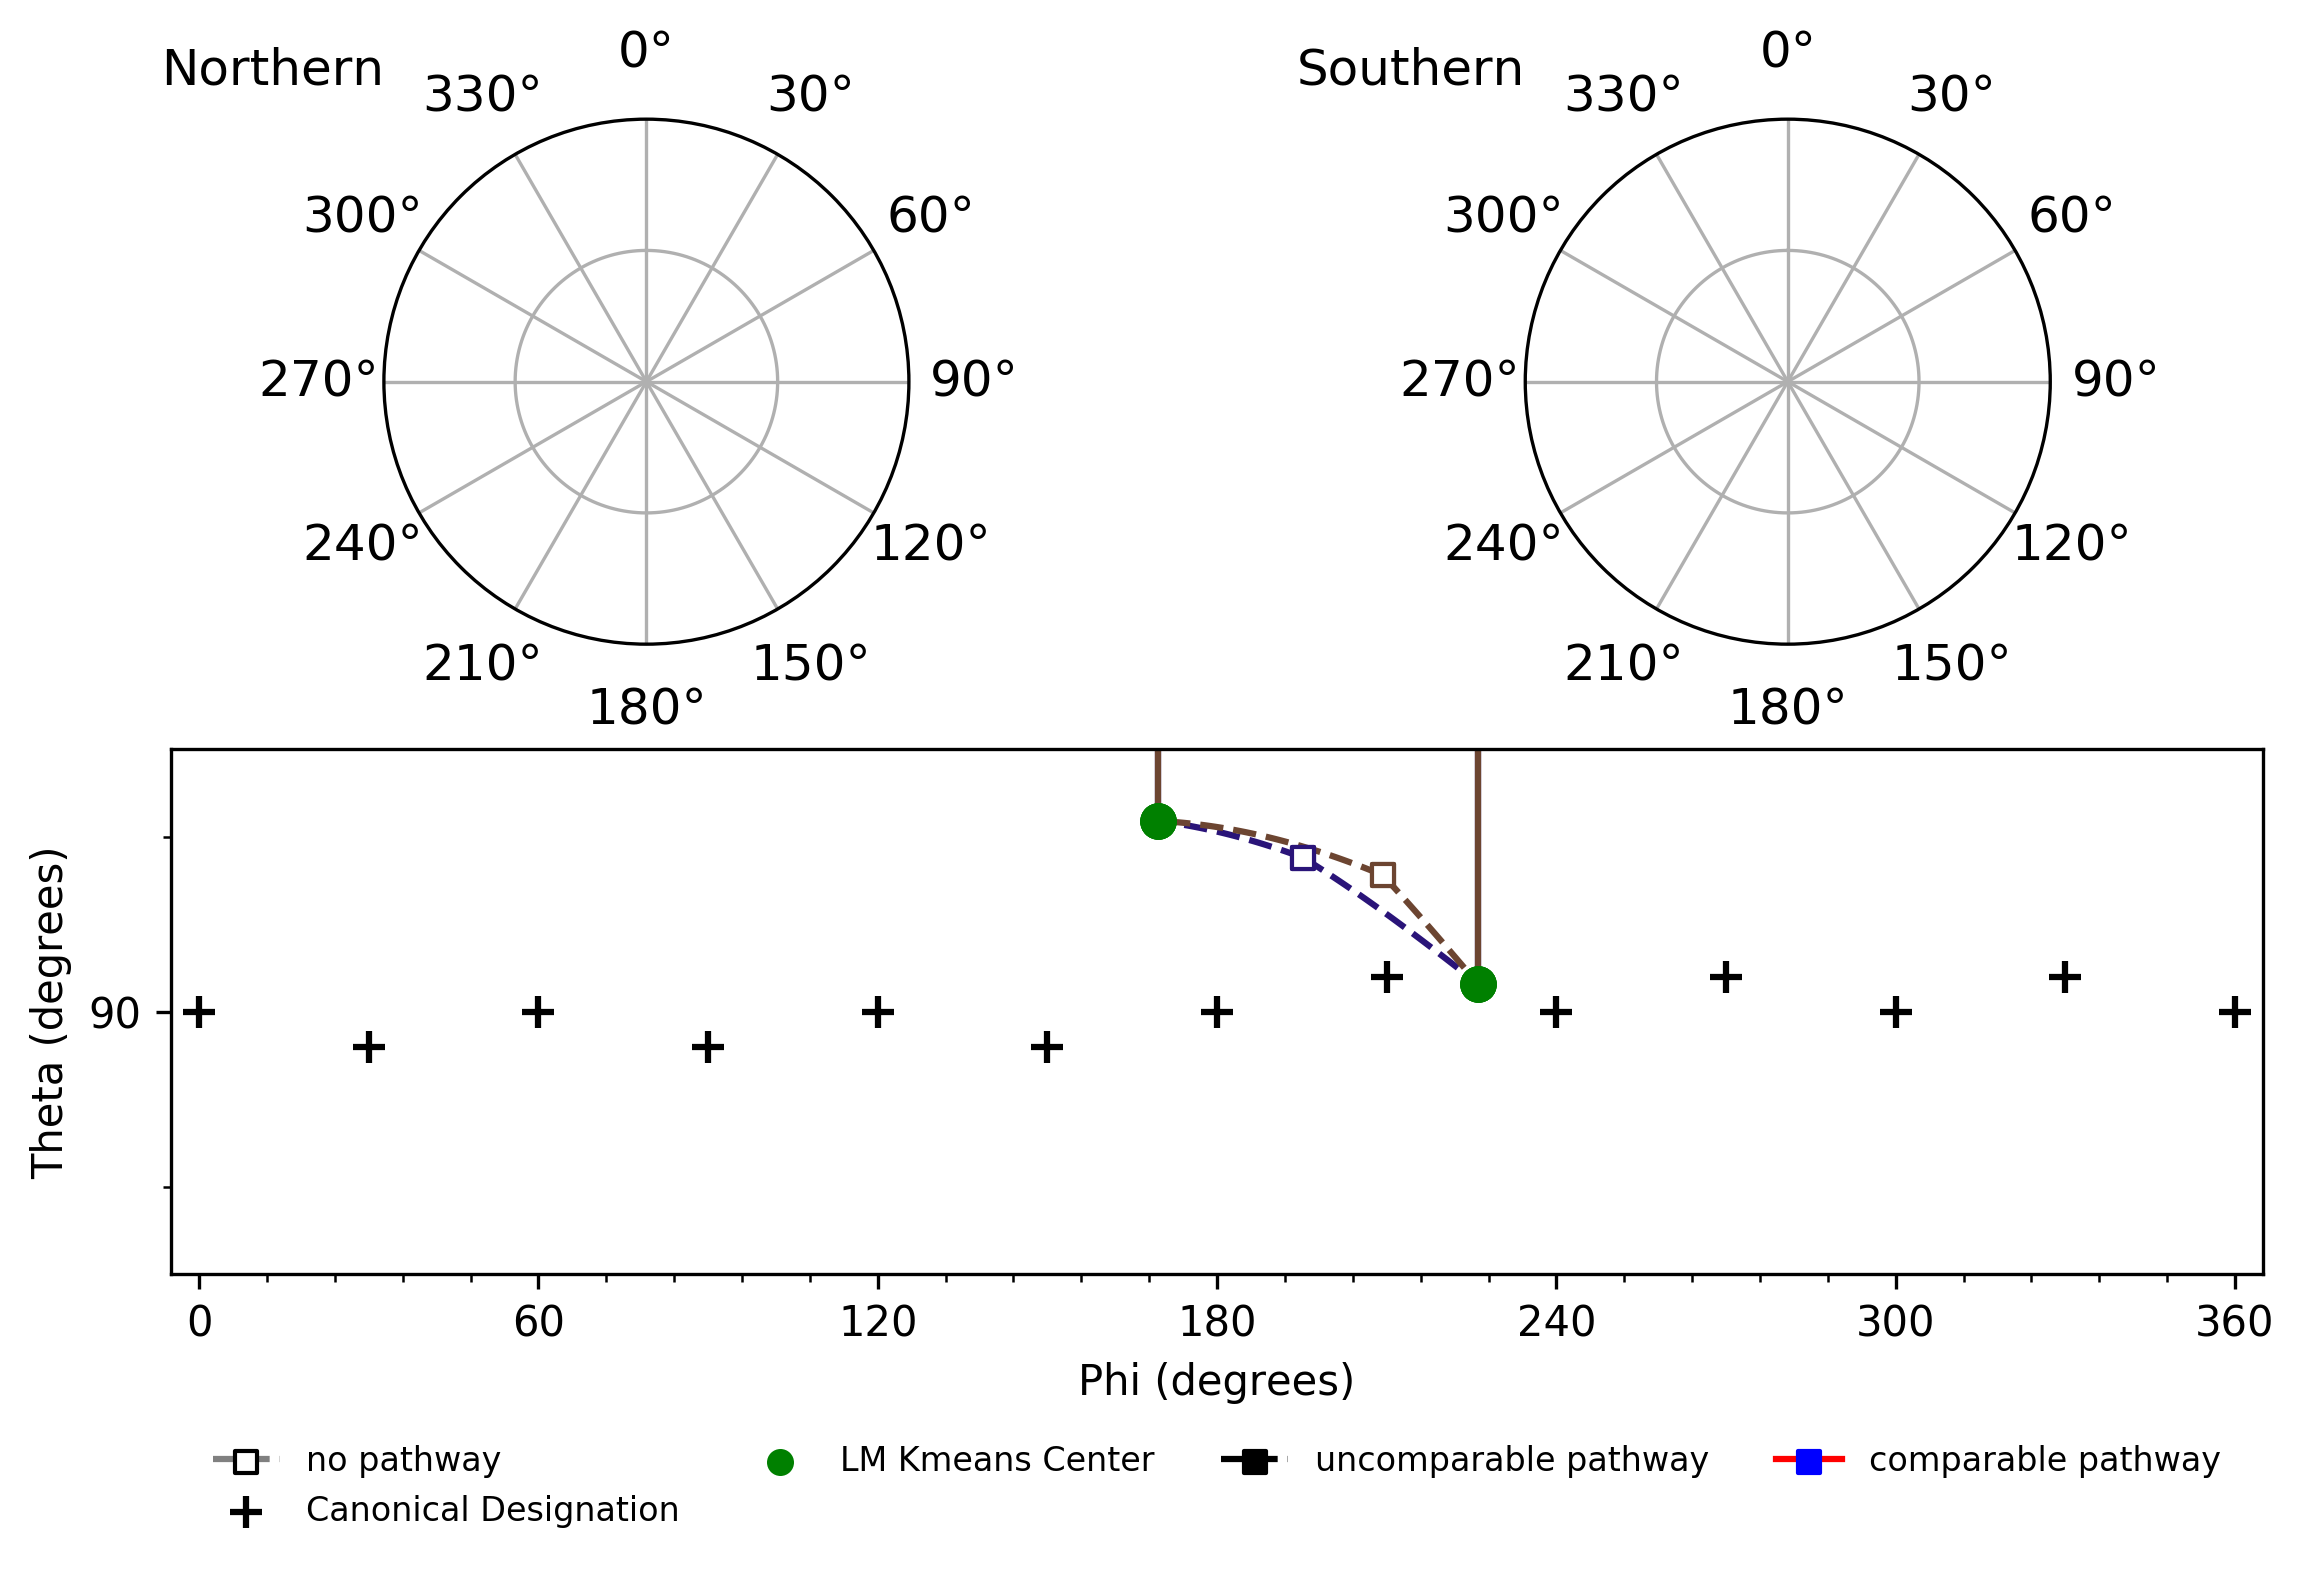 Northern
0°
330°
30°
300°
60°
270°
90°
240°
120°
210°
150°
180°
Southern
0°
330°
30°
300°
60°
270°
90°
240°
120°
210°
150°
180°
Theta (degrees)
90
0 60 120 180 240 300 360
Phi (degrees)
no pathway
Canonical Designation
LM Kmeans Center
uncomparable pathway
comparable pathway